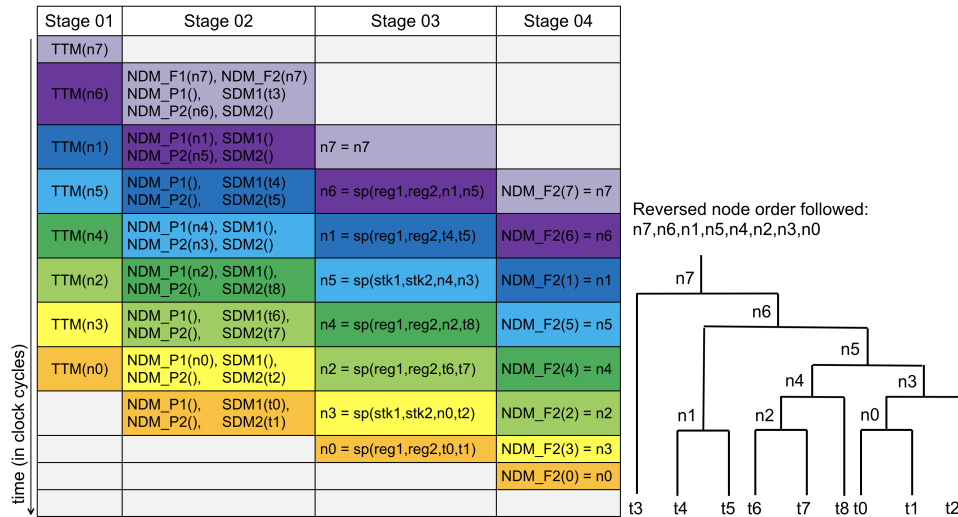 Stage 01 Stage 02 Stage 03 Stage 04
TTM(n7)
TTM(n6)
NDM_F1(n7), NDM_F2(n7)
NDM_P1(), SDM1(t3)
NDM_P2(n6), SDM2()
TTM(n1)
NDM_P1(n1), SDM1()
NDM_P2(n5), SDM2()
n7 = n7
TTM(n5)
NDM_P1(), SDM1(t4)
NDM_P2(), SDM2(t5)
n6 = sp(reg1,reg2,n1,n5)
NDM_F2(7) = n7
TTM(n4)
NDM_P1(n4), SDM1(),
NDM_P2(n3), SDM2()
n1 = sp(reg1,reg2,t4,t5)
NDM_F2(6) = n6
TTM(n2)
NDM_P1(n2), SDM1(),
NDM_P2(), SDM2(t8)
n5 = sp(stk1,stk2,n4,n3)
NDM_F2(1) = n1
TTM(n3)
NDM_P1(), SDM1(t6),
NDM_P2(), SDM2(t7)
n4 = sp(reg1,reg2,n2,t8)
NDM_F2(5) = n5
TTM(n0)
NDM_P1(n0), SDM1(),
NDM_P2(), SDM2(t2)
n2 = sp(reg1,reg2,t6,t7)
NDM_F2(4) = n4
NDM_P1(), SDM1(t0),
NDM_P2(), SDM2(t1)
n3 = sp(stk1,stk2,n0,t2)
NDM_F2(2) = n2
n0 = sp(reg1,reg2,t0,t1)
NDM_F2(3) = n3
NDM_F2(0) = n0
time (in clock cycles)
Reversed node order followed:
n7,n6,n1,n5,n4,n2,n3,n0
n7
n6
n5
n4 n3
n1 n2 n0
t3 t4 t5 t6 t7 t8 t0 t1 t2